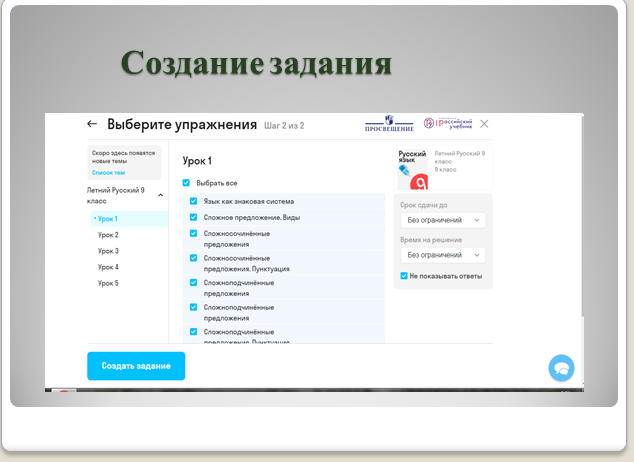 Создание задания
Выберите упражнения Шаг 2 из 2
ПРОСВЕЩЕНИЕ
российский
учебник
Скоро здесь появятся
новые темы
Список тем
Летний Русский 9
класс
Урок 1
Урок 2
Урок 3
Урок 4
Урок 5
Урок 1
Выбрать все
Язык как знаковая система
Сложное предложение. Виды
Сложносочинённые
предложения
Сложносочинённые
предложения. Пунктуация
Сложноподчинённые
предложения
Сложноподчинённые
предложения
Сложноподчинённые
предложения. Пунктуация
Русский
язык
9
Летний Русский 9
класс
9 класс
Срок сдачи до
Без ограничений
Время на решение
Без ограничений
Не показывать ответы
Создать задание